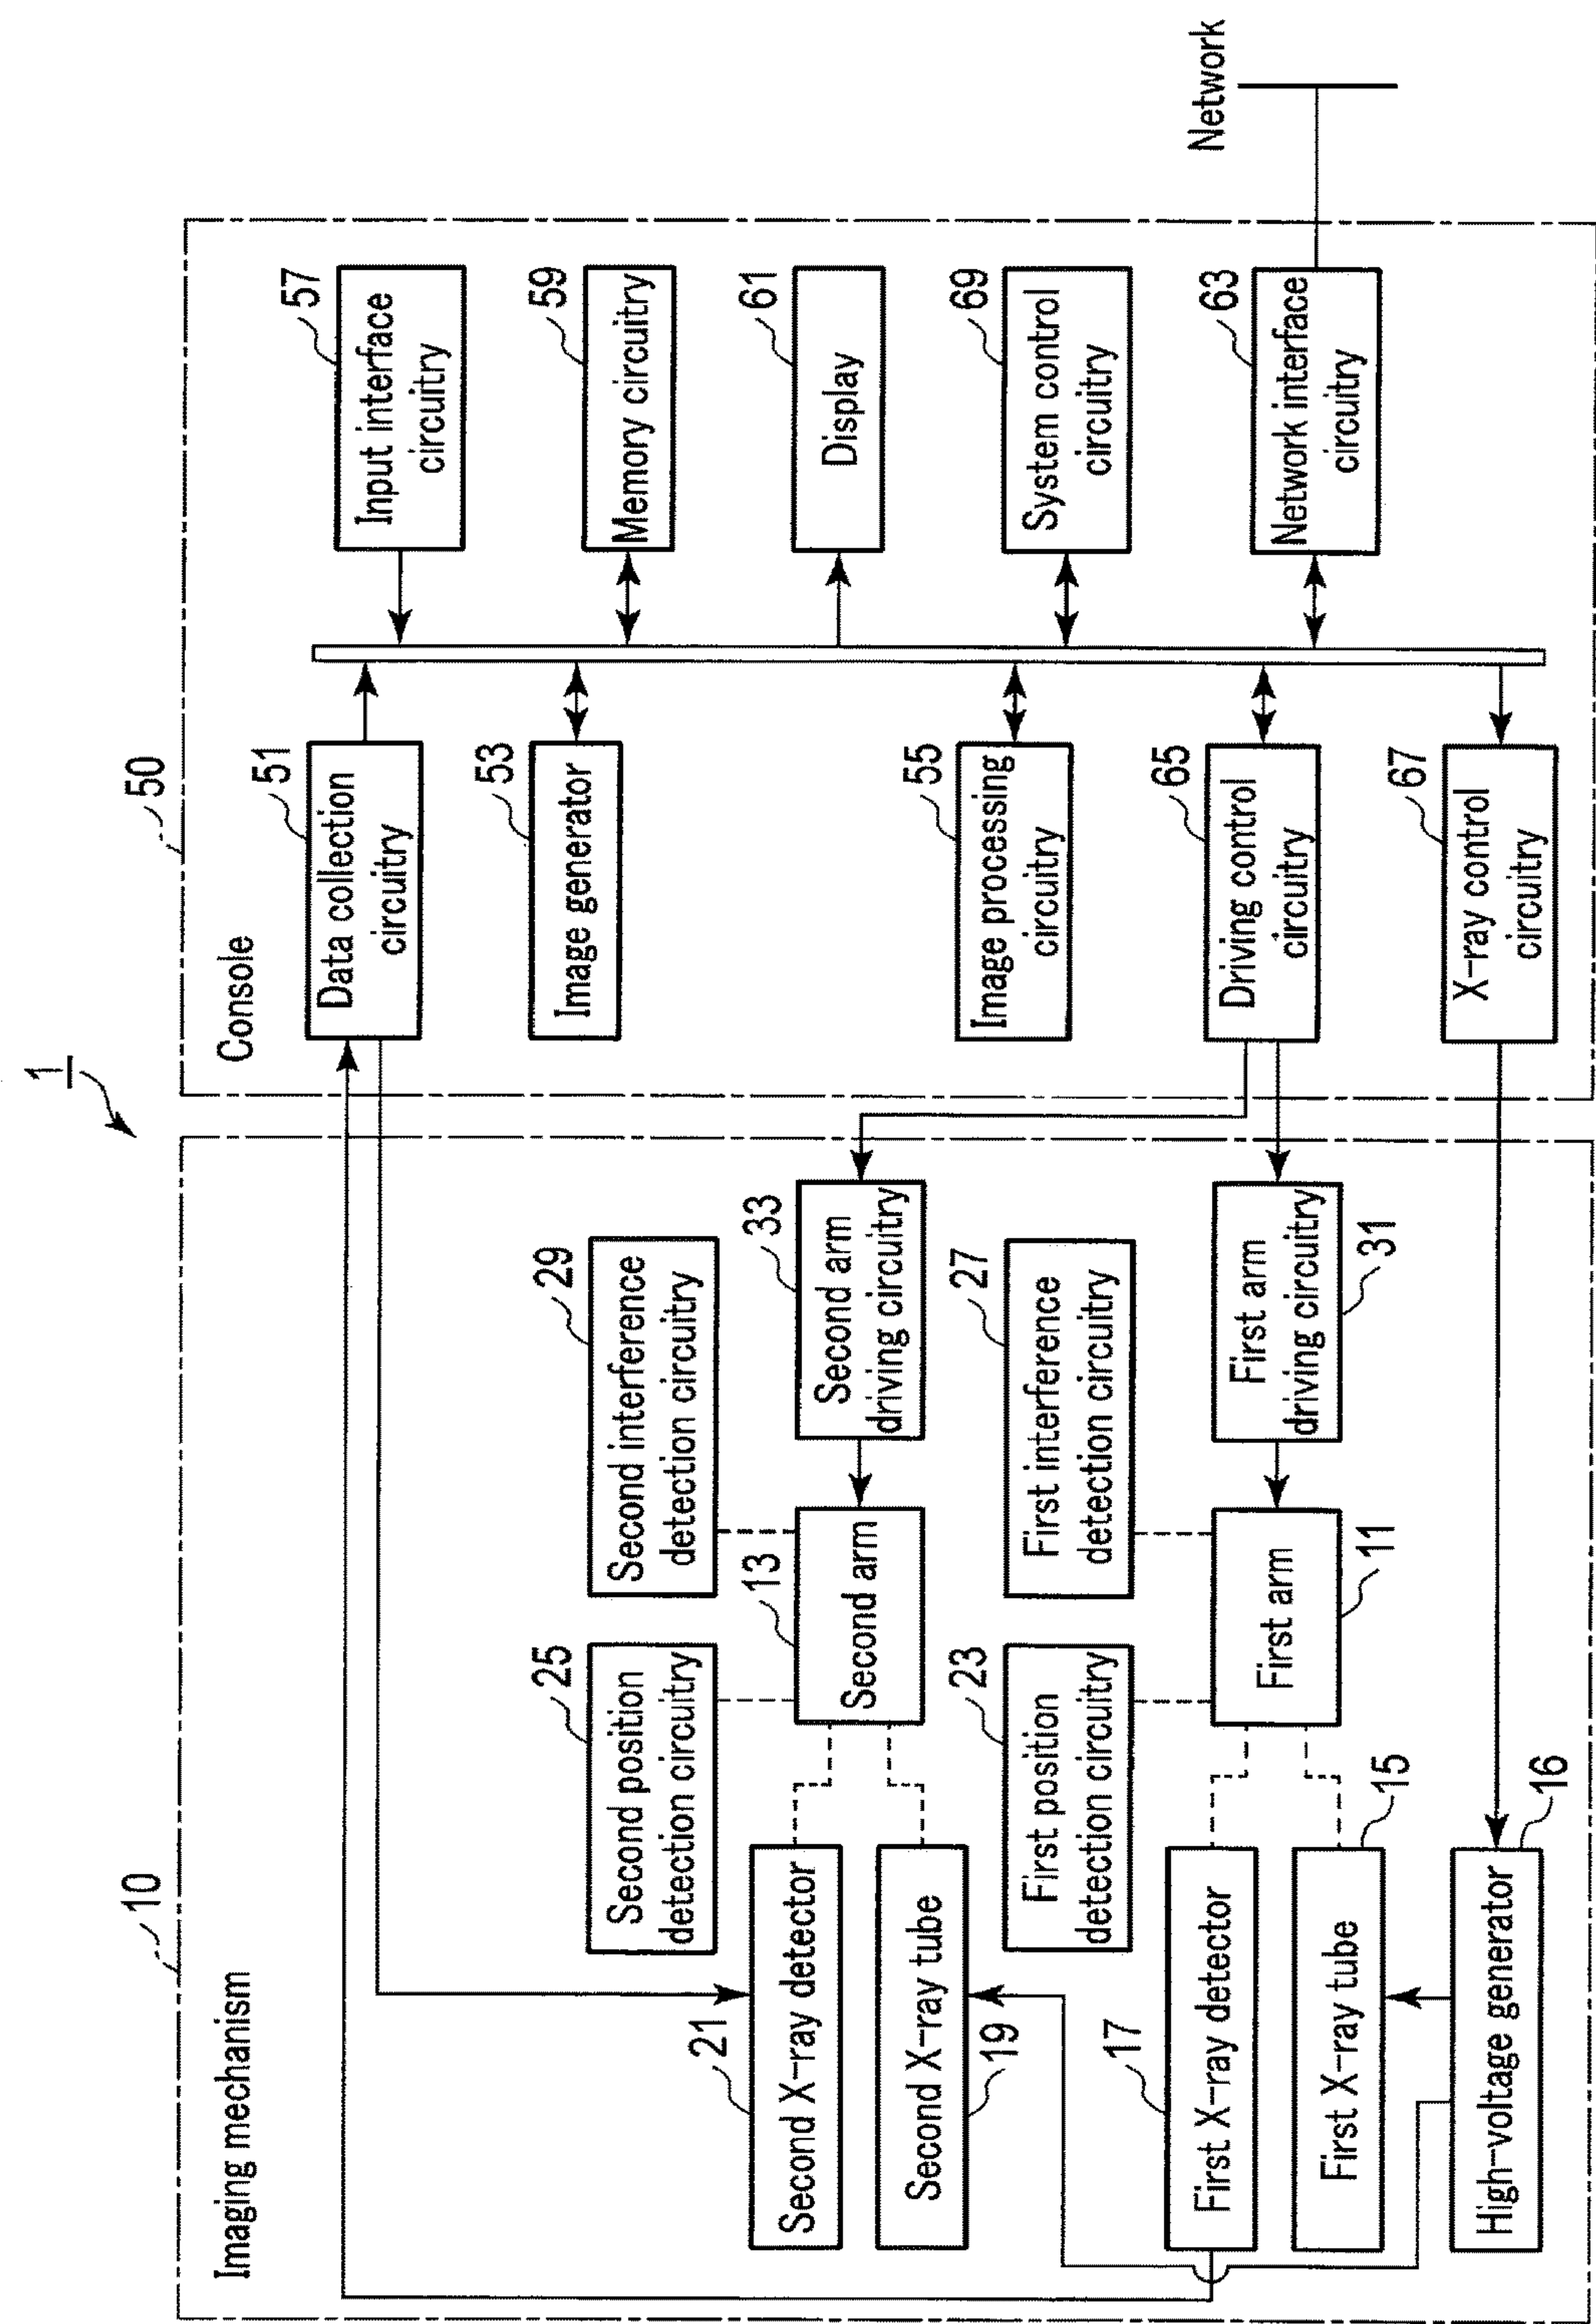 1
10
Imaging mechanism
21
Second X-ray detector
Second X-ray tube
19
25
Second position
detection circuitry
29
Second interference
detection circuitry
13
Second arm
33
Second arm
driving circuitry
17
First X-ray detector
First X-ray tube
15
23
First position
detection circuitry
27
First interference
detection circuitry
First arm
11
First arm
driving circuitry
31
High-voltage generator
16
50
Console
51
Data collection
circuitry
53
Image generator
55
Image processing
circuitry
65
Driving control
circuitry
67
X-ray control
circuitry
57
Input interface
circuitry
59
Memory circuitry
61
Display
69
System control
circuitry
63
Network interface
circuitry
Network